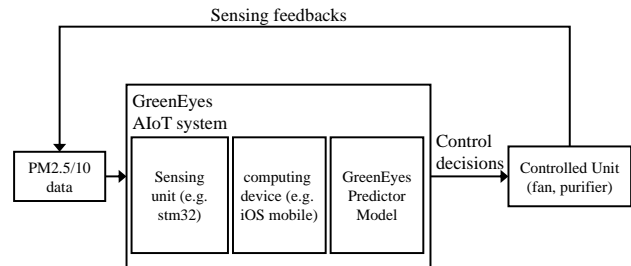 Sensing feedbacks
GreenEyes
AIoT system
PM2.5/10
data
Sensing
unit (e.g.
stm32)
computing
device (e.g.
iOS mobile)
GreenEyes
Predictor
Model
Control
decisions
Controlled Unit
(fan, purifier)